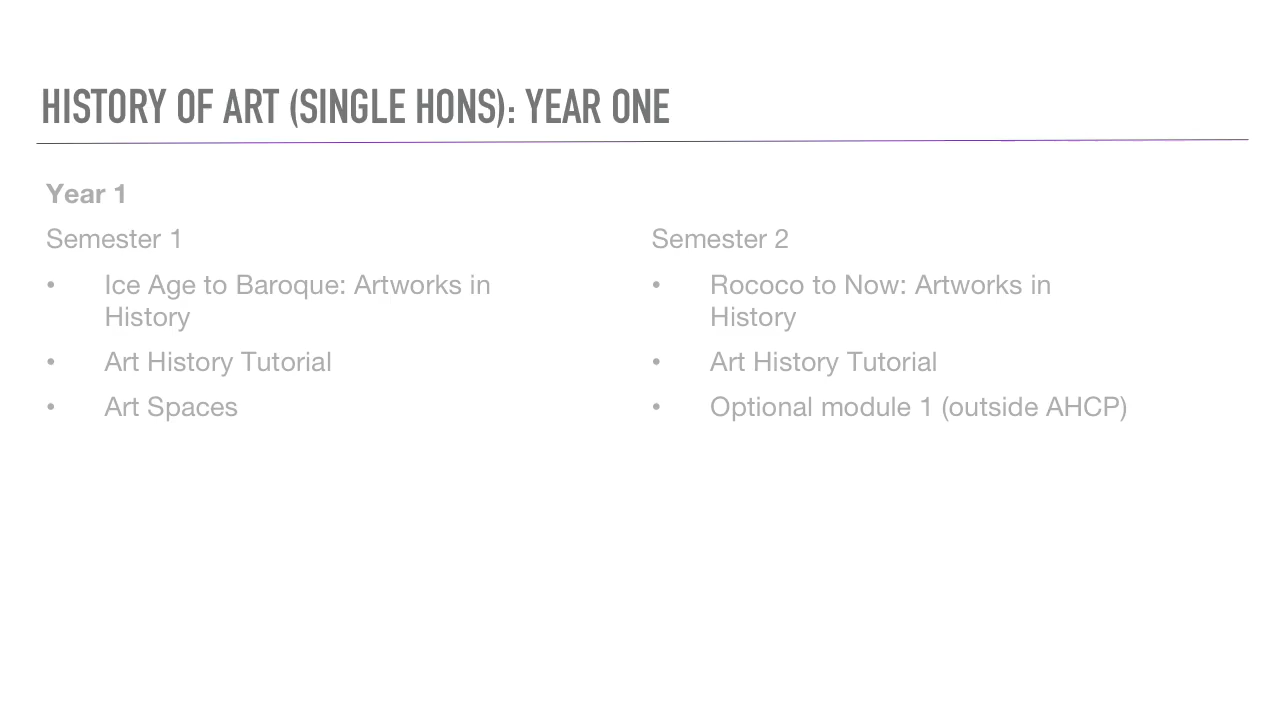 HISTORY OF ART (SINGLE HONS): YEAR ONE
Year 1
Semester 1
• Ice Age to Baroque: Artworks in
History
• Art History Tutorial
• Art Spaces
Semester 2
• Rococo to Now: Artworks in
History
• Art History Tutorial
• Optional module 1 (outside AHCP)